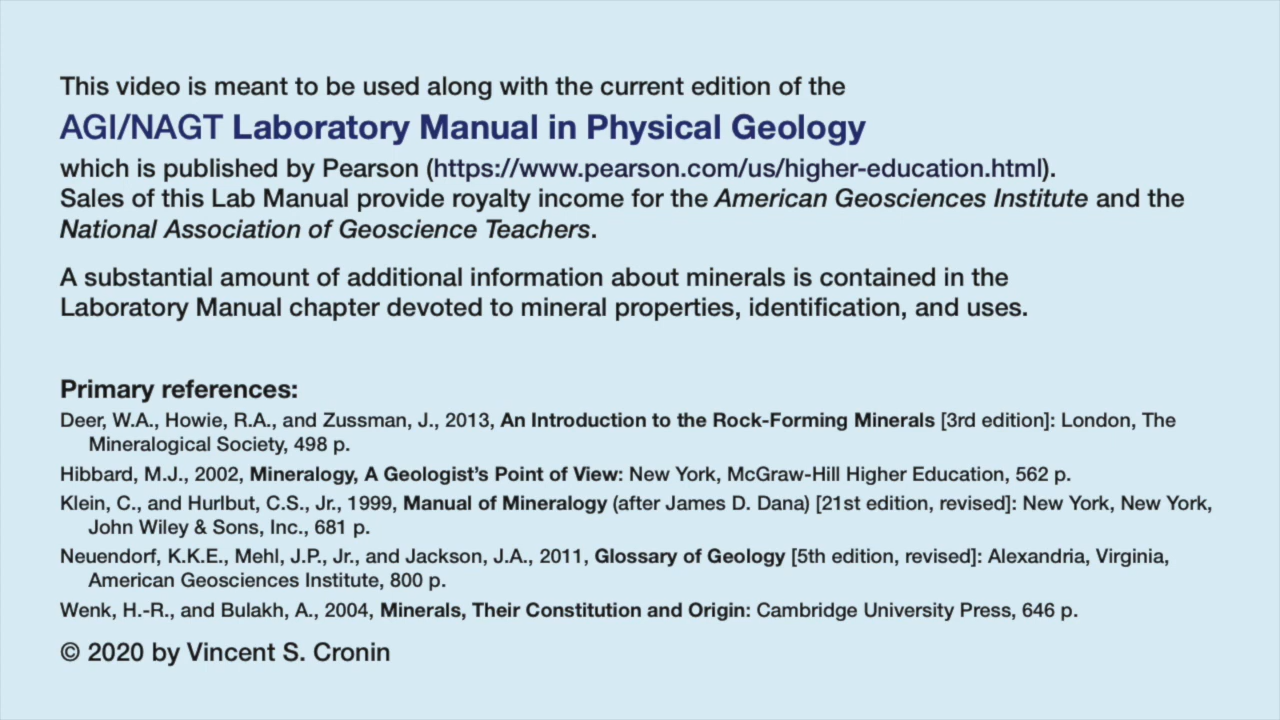 This video is meant to be used along with the current edition of the
AGI/NAGT Laboratory Manual in Physical Geology
which is published by Pearson (https://www.pearson.com/us/higher-education.html).
Sales of this Lab Manual provide royalty income for the American Geosciences Institute and the
National Association of Geoscience Teachers.
A substantial amount of additional information about minerals is contained in the
Laboratory Manual chapter devoted to mineral properties, identification, and uses.
Primary references:
Deer, W.A., Howie, R.A., and Zussman, J., 2013, An Introduction to the Rock-Forming Minerals [3rd edition]: London, The
Mineralogical Society, 498 p.
Hibbard, M.J., 2002, Mineralogy, A Geologist's Point of View: New York, McGraw-Hill Higher Education, 562 p.
Klein, C., and Hurlbut, C.S., Jr., 1999, Manual of Mineralogy (after James D. Dana) [21st edition, revised]: New York, New York,
John Wiley & Sons, Inc., 681 p.
Neuendorf, K.K.E., Mehl, J.P., Jr., and Jackson, J.A., 2011, Glossary of Geology [5th edition, revised]: Alexandria, Virginia,
American Geosciences Institute, 800 p.
Wenk, H.-R., and Bulakh, A., 2004, Minerals, Their Constitution and Origin: Cambridge University Press, 646 p.
© 2020 by Vincent S. Cronin